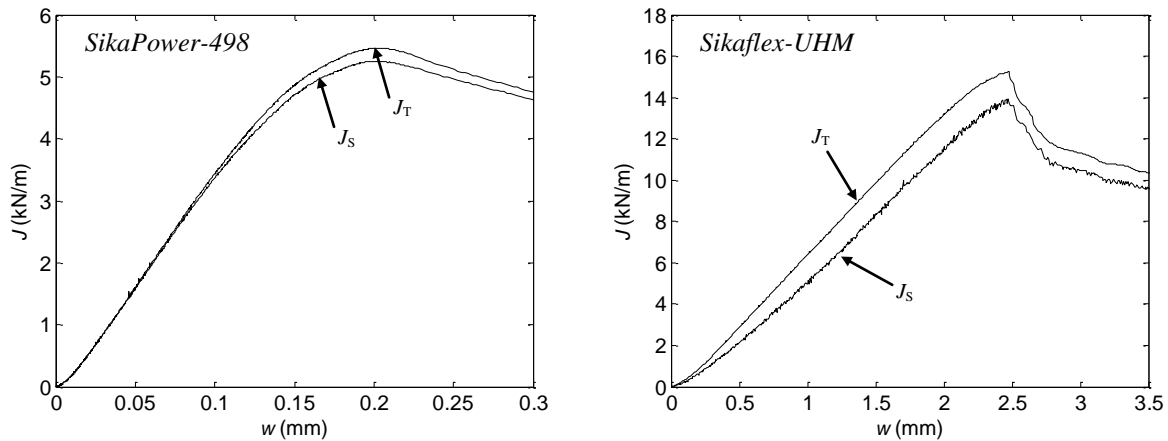 SikaPower-498
6
5
4
3
2
1
0
J (kN/m)
J_T
J_S
0 0.05 0.1 0.15 0.2 0.25 0.3
w (mm)
Sikaflex-UHM
18
16
14
12
10
8
6
4
2
0
J (kN/m)
J_T
J_S
0 0.5 1 1.5 2 2.5 3 3.5
w (mm)